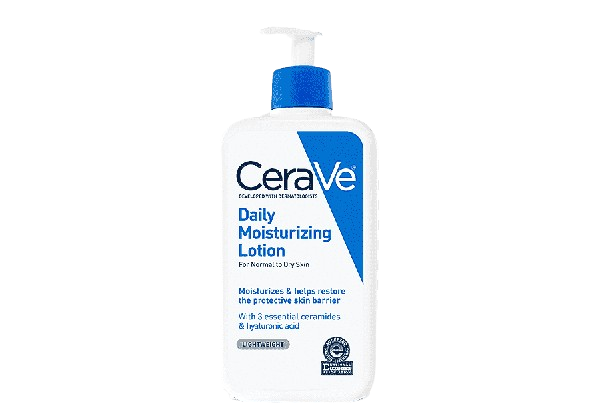 CeraVe
DEVELOPED WITH DERMATOLOGISTS
Daily
Moisturizing
Lotion
For Normal to Dry Skin
Moisturizes & helps restore
the protective skin barrier
With 3 essential ceramides
& hyaluronic acid
LIGHTWEIGHT